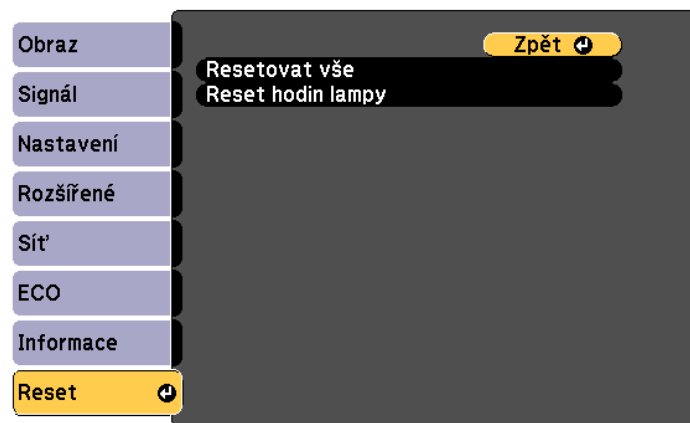 Obraz
Signál
Nastavení
Rozšířené
Síť
ECO
Informace
Reset
Zpět
Resetovat vše
Reset hodin lampy